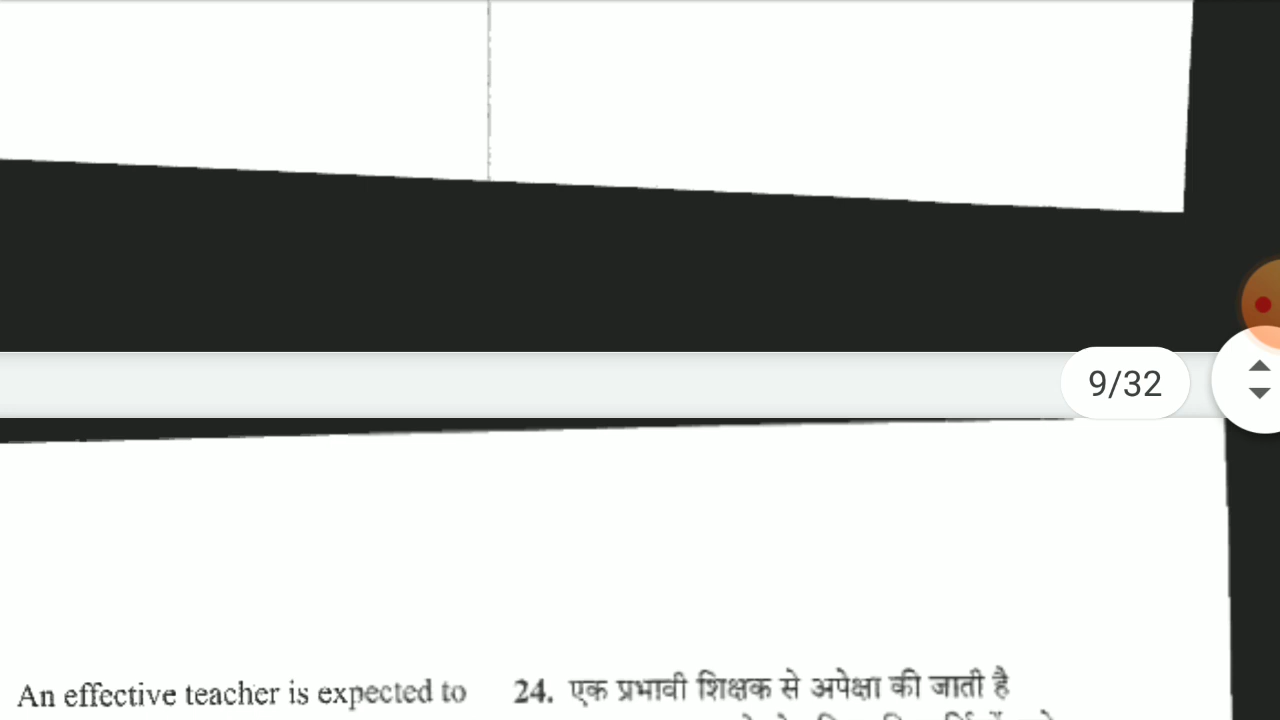 9/32
An effective teacher is expected to
24. एक प्रभावी शिक्षक से अपेक्षा की जाती है